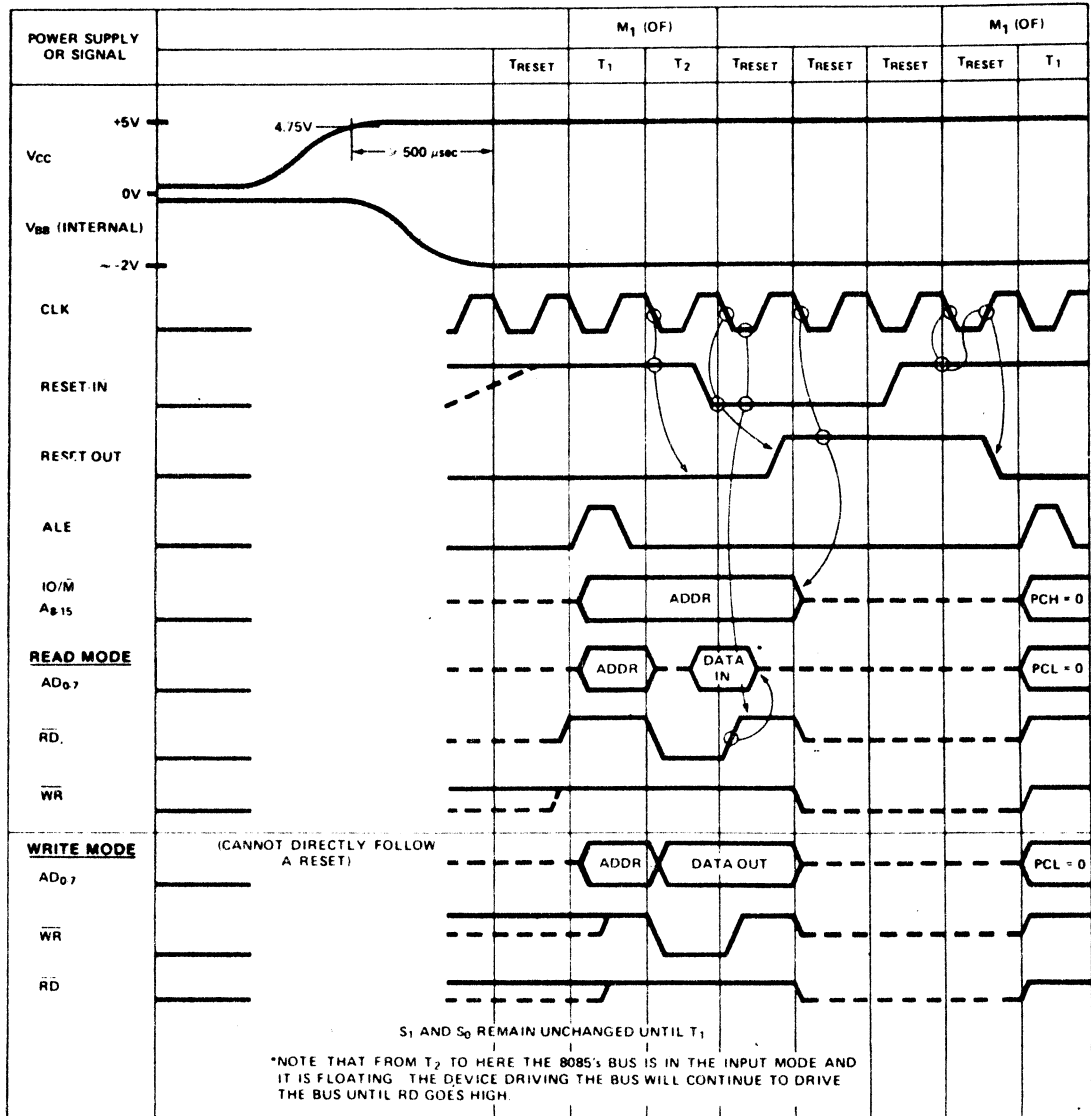 POWER SUPPLY
OR SIGNAL
M1 (OF)
M1 (OF)
TRESET
T1
T2
TRESET
TRESET
TRESET
TRESET
T1
+5V
4.75V
500 μsec
VCC
0V
VBB (INTERNAL)
~ -2V
CLK
RESET IN
RESET OUT
ALE
IO/M̅
A8-15
ADDR
PCH = 0
READ MODE
AD0-7
ADDR
DATA
IN
*
PCL = 0
R̅D̅
W̅R̅
WRITE MODE
(CANNOT DIRECTLY FOLLOW
A RESET)
AD0-7
ADDR
DATA OUT
PCL = 0
W̅R̅
R̅D̅
S1 AND S0 REMAIN UNCHANGED UNTIL T1
*NOTE THAT FROM T2 TO HERE THE 8085's BUS IS IN THE INPUT MODE AND
IT IS FLOATING THE DEVICE DRIVING THE BUS WILL CONTINUE TO DRIVE
THE BUS UNTIL RD GOES HIGH.